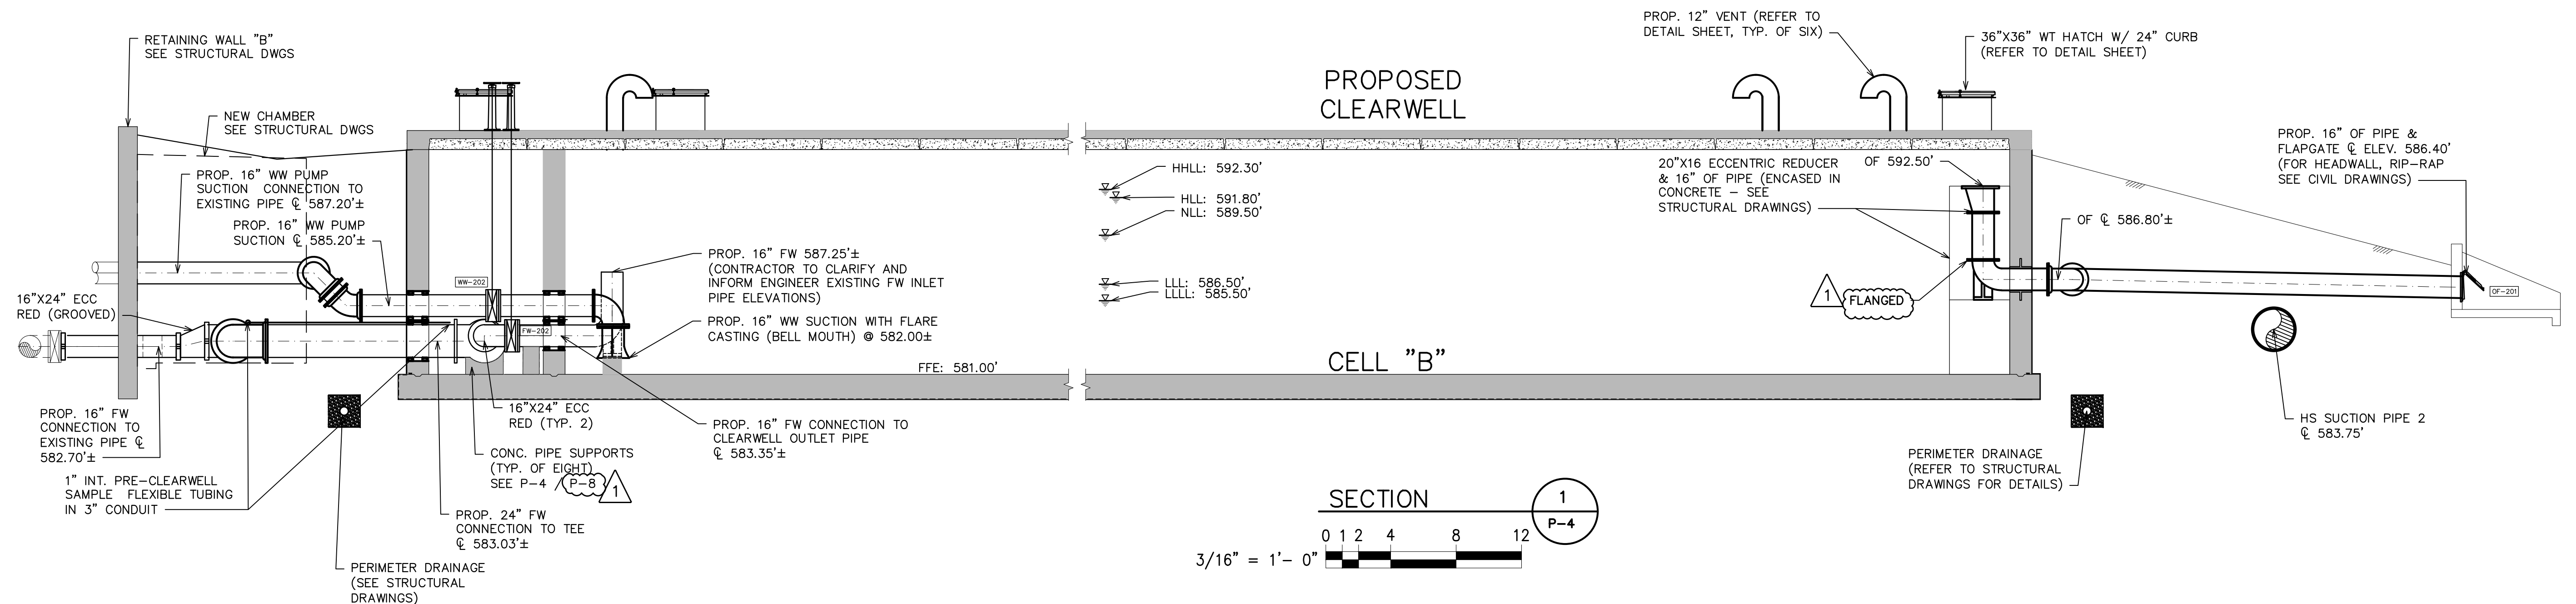 RETAINING WALL "B"
SEE STRUCTURAL DWGS
NEW CHAMBER
SEE STRUCTURAL DWGS
PROP. 16" WW PUMP
SUCTION CONNECTION TO
EXISTING PIPE ℄ 587.20'±
PROP. 16" WW PUMP
SUCTION ℄ 585.20'±
16"X24" ECC
RED (GROOVED)
PROP. 16" FW
CONNECTION TO
EXISTING PIPE ℄
582.70'±
1" INT. PRE-CLEARWELL
SAMPLE FLEXIBLE TUBING
IN 3" CONDUIT
PERIMETER DRAINAGE
(SEE STRUCTURAL
DRAWINGS)
PROP. 24" FW
CONNECTION TO TEE
℄ 583.03'±
CONC. PIPE SUPPORTS
(TYP. OF EIGHT)
SEE P-4 / P-8
1
16"X24" ECC
RED (TYP. 2)
WW-202
FW-202
PROP. 16" FW 587.25'±
(CONTRACTOR TO CLARIFY AND
INFORM ENGINEER EXISTING FW INLET
PIPE ELEVATIONS)
PROP. 16" WW SUCTION WITH FLARE
CASTING (BELL MOUTH) @ 582.00±
PROP. 16" FW CONNECTION TO
CLEARWELL OUTLET PIPE
℄ 583.35'±
FFE: 581.00'
PROPOSED
CLEARWELL
HHLL: 592.30'
HLL: 591.80'
NLL: 589.50'
LLL: 586.50'
LLLL: 585.50'
CELL "B"
PROP. 12" VENT (REFER TO
DETAIL SHEET, TYP. OF SIX)
36"X36" WT HATCH W/ 24" CURB
(REFER TO DETAIL SHEET)
20"X16 ECCENTRIC REDUCER
& 16" OF PIPE (ENCASED IN
CONCRETE - SEE
STRUCTURAL DRAWINGS)
OF 592.50'
1
FLANGED
OF ℄ 586.80'±
PROP. 16" OF PIPE &
FLAPGATE ℄ ELEV. 586.40'
(FOR HEADWALL, RIP-RAP
SEE CIVIL DRAWINGS)
OF-201
HS SUCTION PIPE 2
℄ 583.75'
PERIMETER DRAINAGE
(REFER TO STRUCTURAL
DRAWINGS FOR DETAILS)
SECTION
1
P-4
0 1 2 4 8 12
3/16" = 1'- 0"